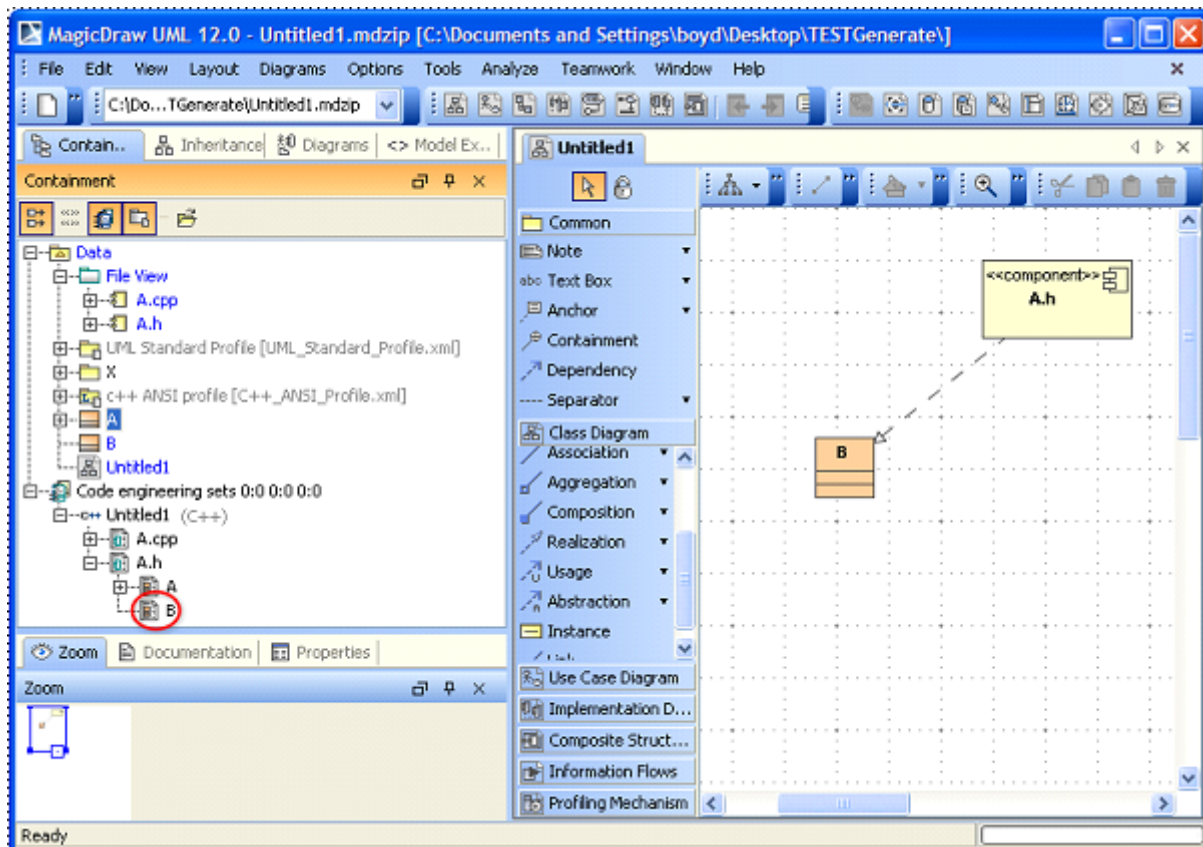 MagicDraw UML 12.0 - Untitled1.mdzip [C:\Documents and Settings\boyd\Desktop\TESTGenerate\]
File Edit View Layout Diagrams Options Tools Analyze Teamwork Window Help
C:\Do...TGenerate\Untitled1.mdzip
Contain.. Inheritance Diagrams <> Model Ex..
Containment
Data
File View
A.cpp
A.h
UML Standard Profile [UML_Standard_Profile.xml]
X
c++ ANSI profile [C++_ANSI_Profile.xml]
A
B
Untitled1
Code engineering sets 0:0 0:0 0:0
c++ Untitled1 (C++)
A.cpp
A.h
A
B
Zoom Documentation Properties
Zoom
Untitled1
Common
Note
abc Text Box
Anchor
Containment
Dependency
---- Separator
Class Diagram
Association
Aggregation
Composition
Realization
Usage
Abstraction
Instance
Use Case Diagram
Implementation D...
Composite Struct...
Information Flows
Profiling Mechanism
<<component>>
A.h
B
Ready